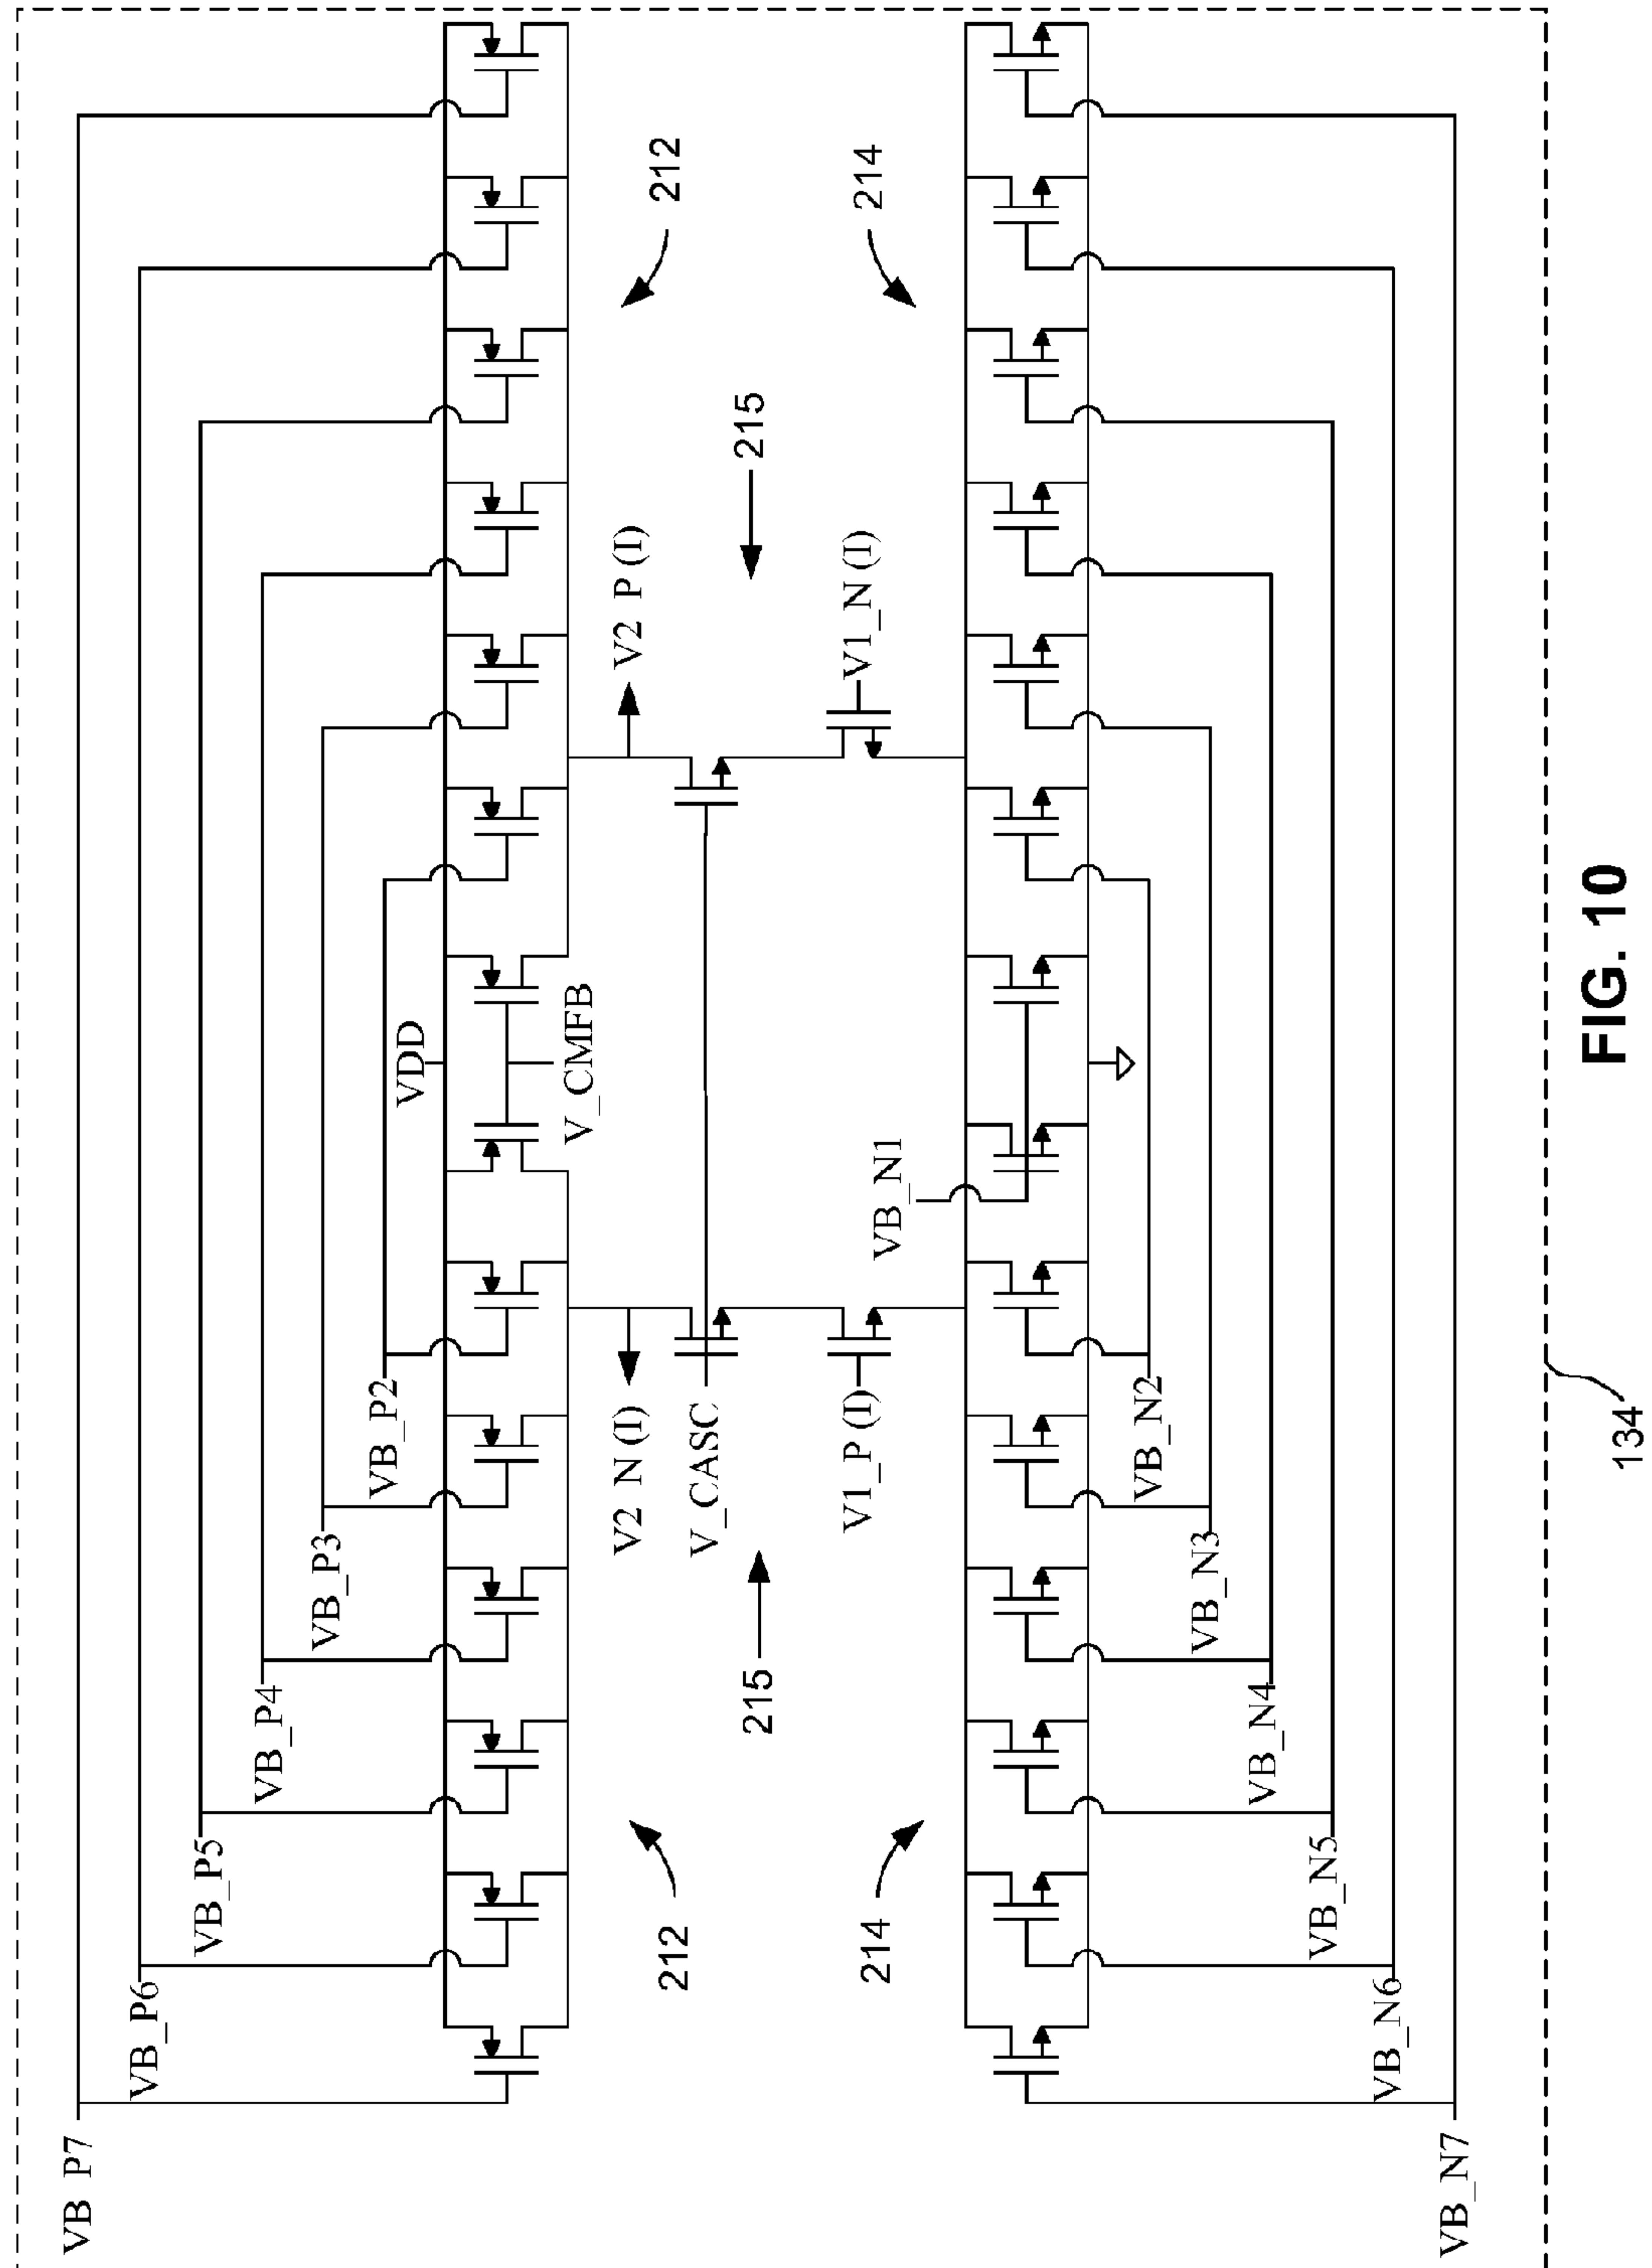 VB_P7
VB_P6
VB_P5
VB_P4
VB_P3
VB_P2
VDD
V_CMFB
212
212
V2_N (I)
V2_P (I)
V_CASC
215
215
V1_P (I)
VB_N1
V1_N (I)
214
214
VB_N2
VB_N3
VB_N4
VB_N5
VB_N6
VB_N7
134
FIG. 10